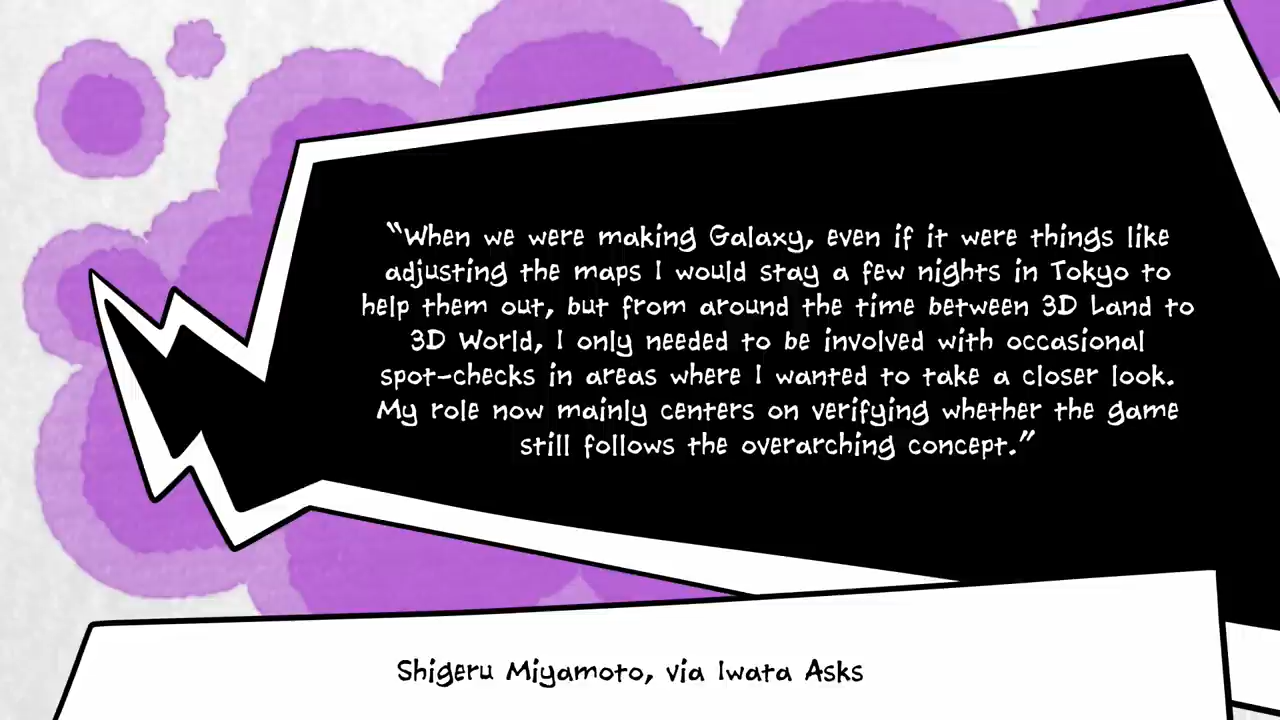 “When we were making Galaxy, even if it were things like
adjusting the maps I would stay a few nights in Tokyo to
help them out, but from around the time between 3D Land to
3D World, I only needed to be involved with occasional
spot-checks in areas where I wanted to take a closer look.
My role now mainly centers on verifying whether the game
still follows the overarching concept.”
Shigeru Miyamoto, via Iwata Asks